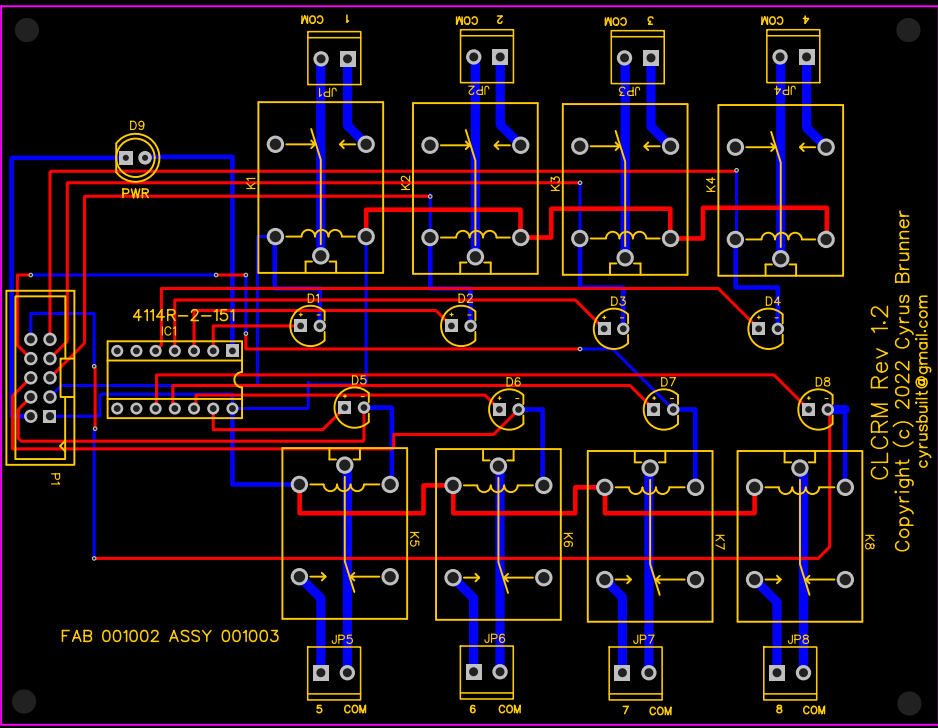 COM 1
COM 2
COM 3
COM 4
JP1
JP2
JP3
JP4
D9
PWR
K1
K2
K3
K4
D1
D2
D3
D4
4114R-2-151
IC1
D5
D6
D7
D8
P1
K5
K6
K7
K8
CLCRM Rev 1.2
Copyright (c) 2022 Cyrus Brunner
cyrusbuilt@gmail.com
FAB 001002 ASSY 001003
JP5
JP6
JP7
JP8
5 COM
6 COM
7 COM
8 COM